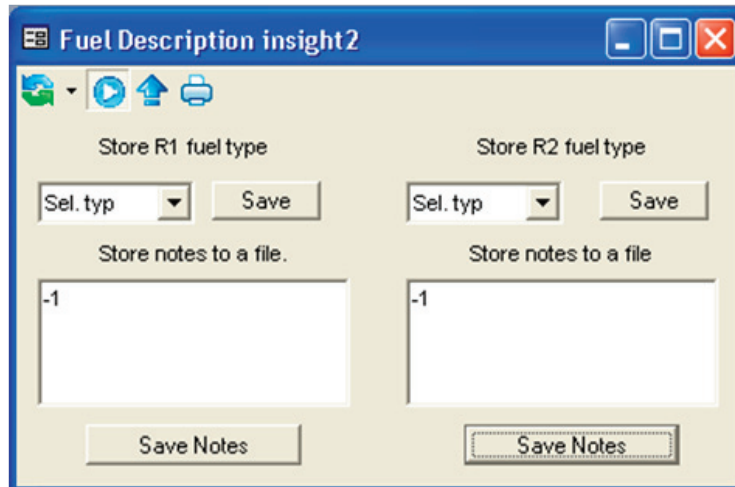 Fuel Description insight2
Store R1 fuel type
Store R2 fuel type
Sel. typ
Save
Sel. typ
Save
Store notes to a file.
Store notes to a file
-1
-1
Save Notes
Save Notes